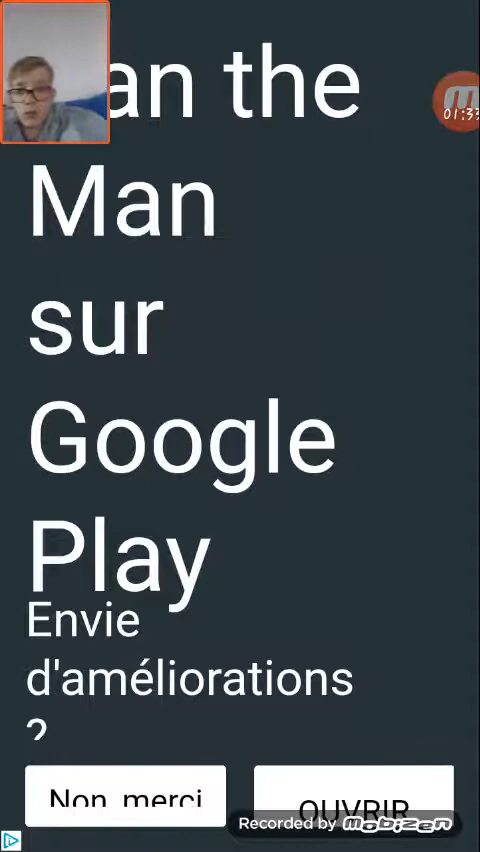 an the
Man
sur
Google
Play
Envie
d'améliorations
?
Non merci
OUVRIR
01:33
Recorded by mobizen